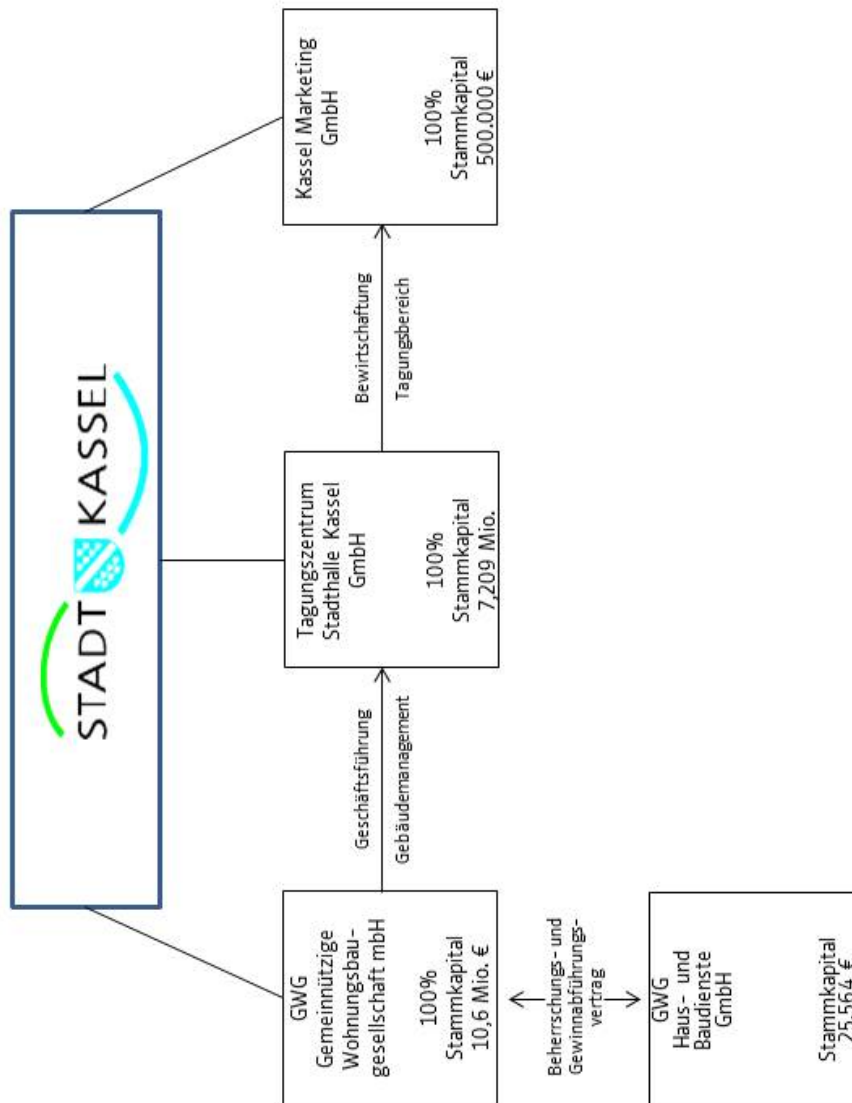 STADT KASSEL
GWG
Gemeinnützige
Wohnungsbau-
gesellschaft mbH
100%
Stammkapital
10,6 Mio. €
Geschäftsführung
Gebäudemanagement
Tagungszentrum
Stadthalle Kassel
GmbH
100%
Stammkapital
7,209 Mio.
Bewirtschaftung
Tagungsbereich
Kassel Marketing
GmbH
100%
Stammkapital
500.000 €
Beherrschungs- und
Gewinnabführungs-
vertrag
GWG
Haus- und
Baudienste
GmbH
Stammkapital
25.564 €